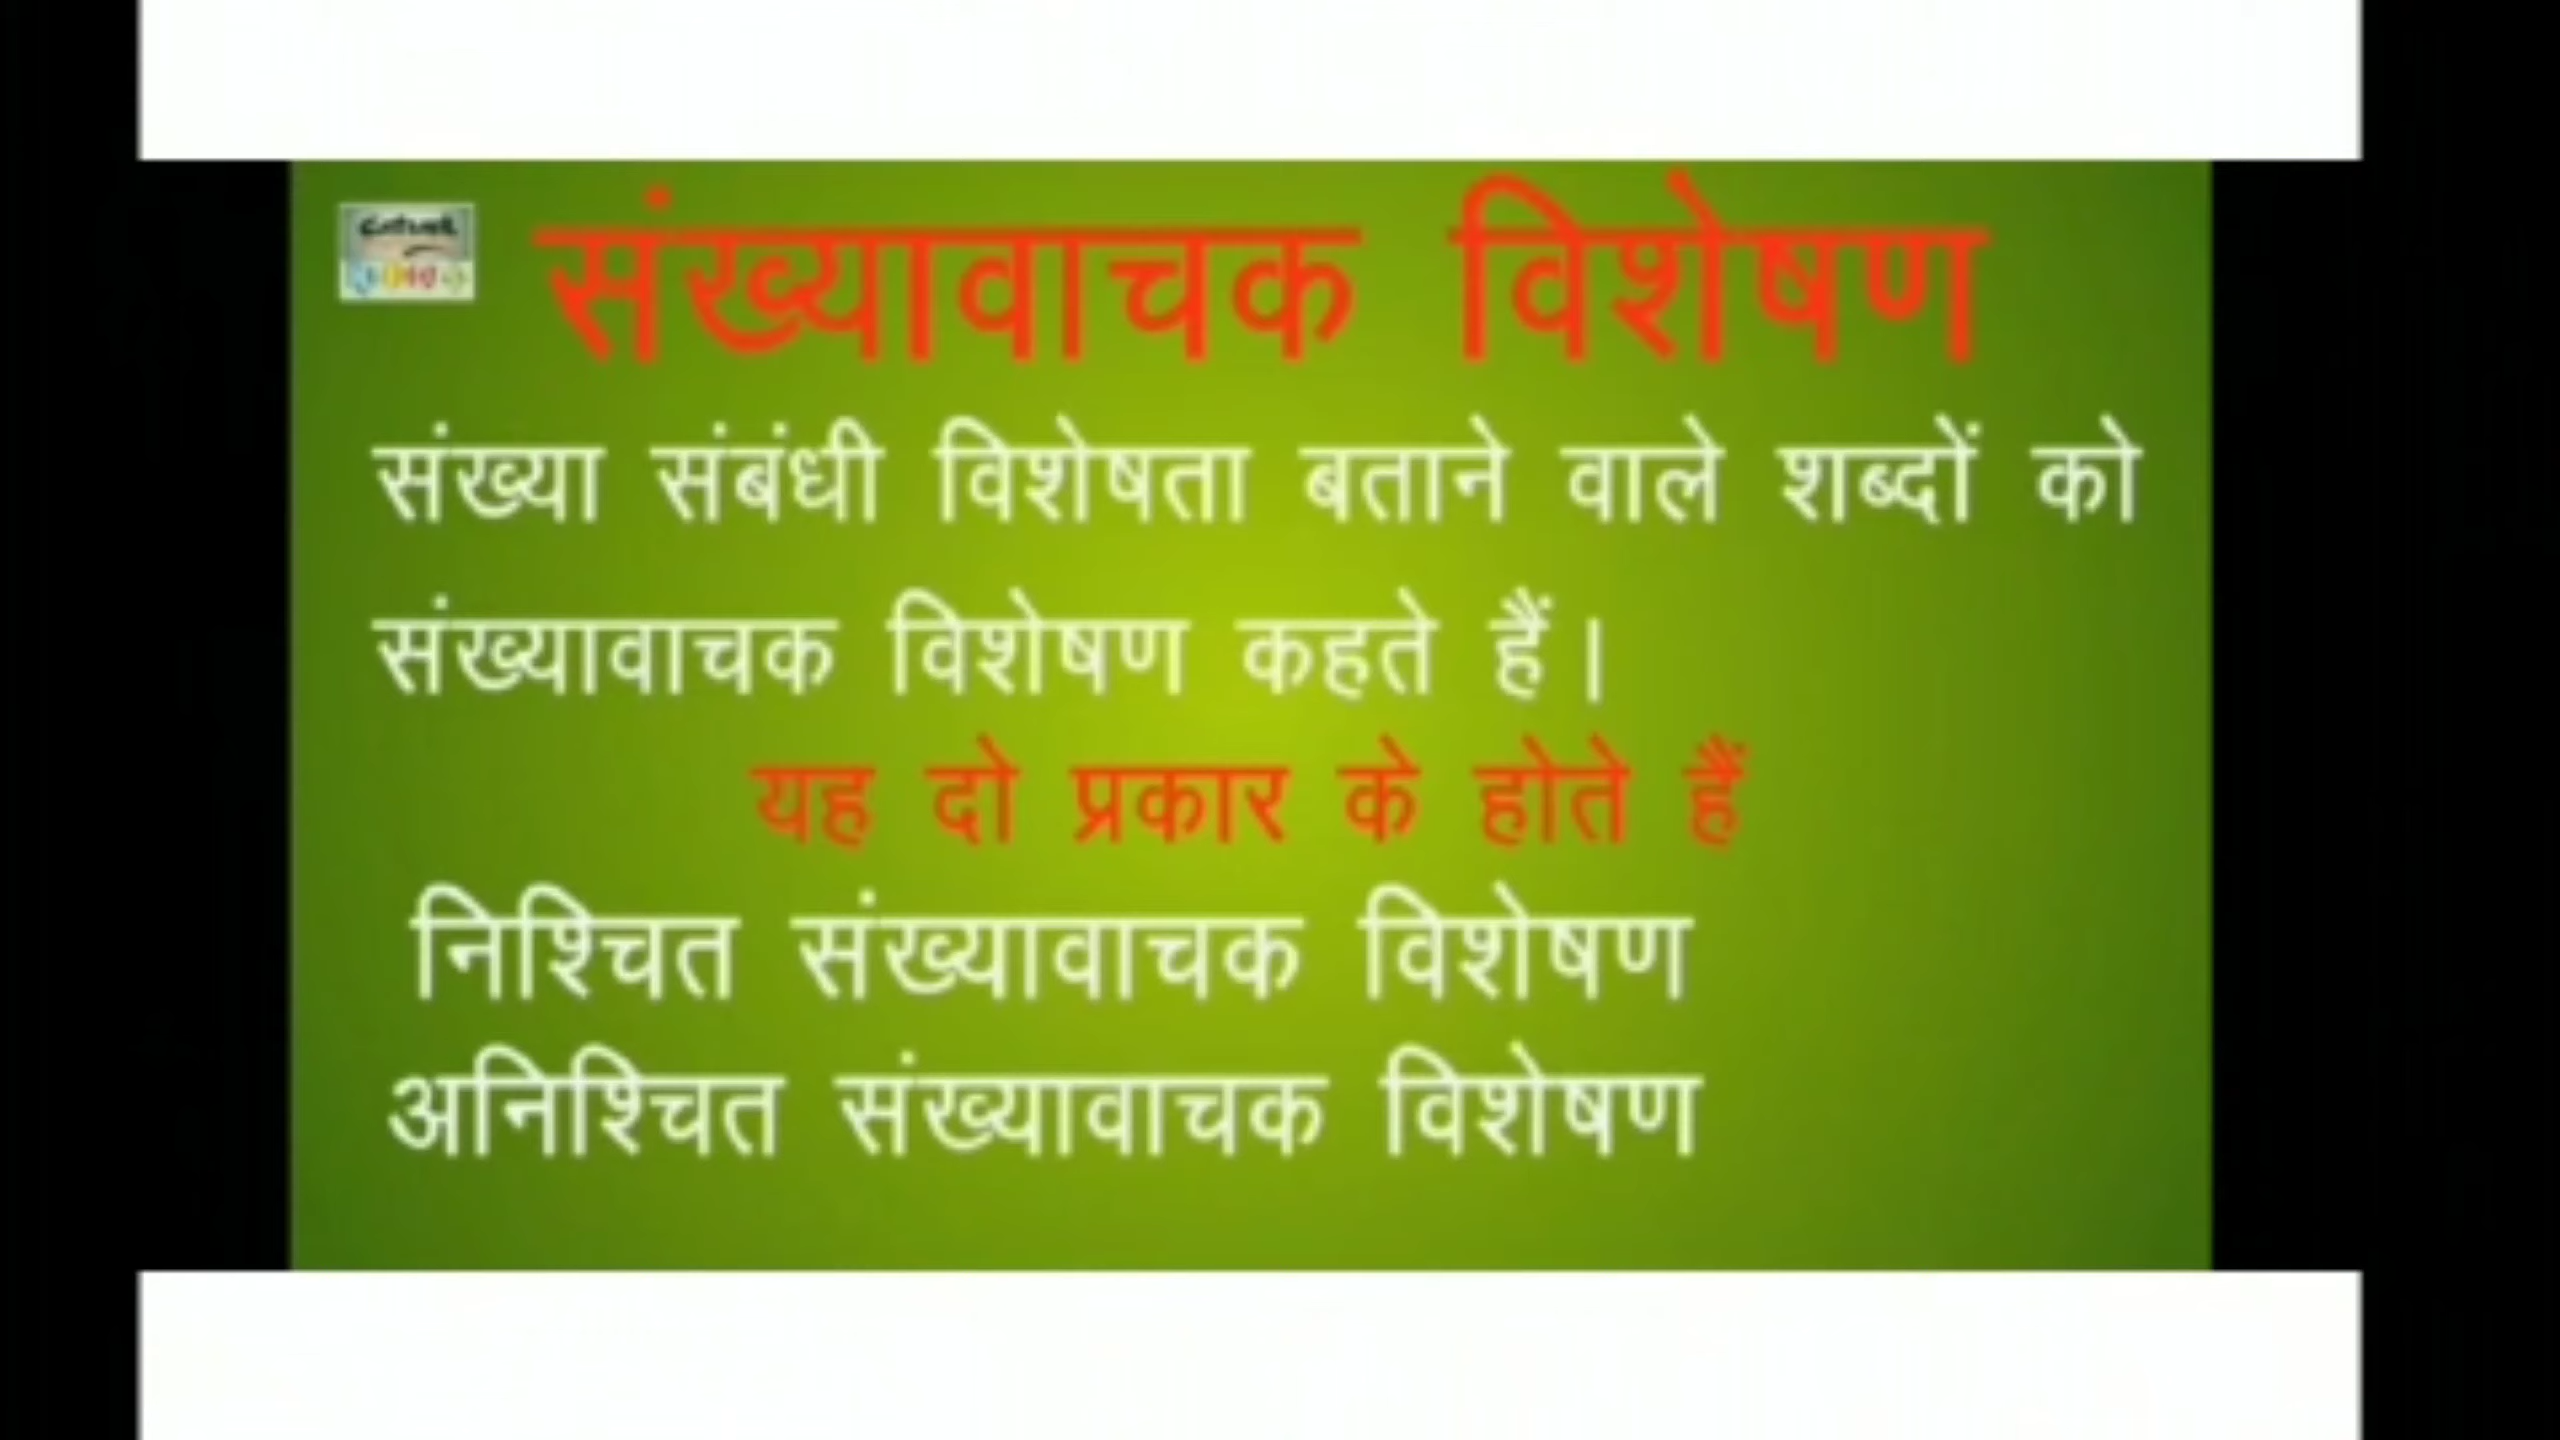 संख्यावाचक विशेषण
संख्या संबंधी विशेषता बताने वाले शब्दों को
संख्यावाचक विशेषण कहते हैं।
यह दो प्रकार के होते हैं
निश्चित संख्यावाचक विशेषण
अनिश्चित संख्यावाचक विशेषण